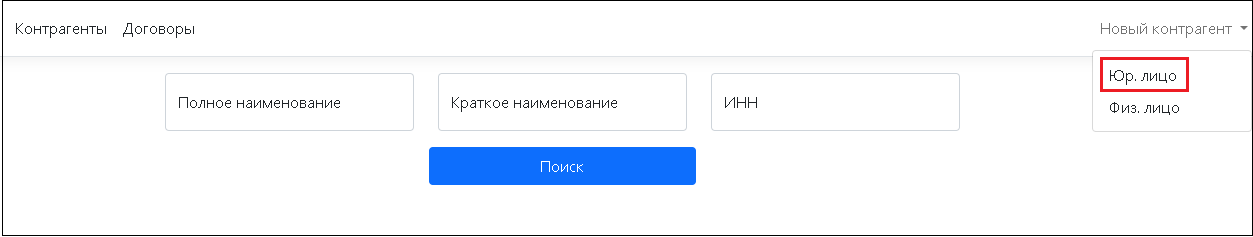 Контрагенты Договоры Новый контрагент
Юр. лицо
Физ. лицо
Полное наименование Краткое наименование ИНН
Поиск